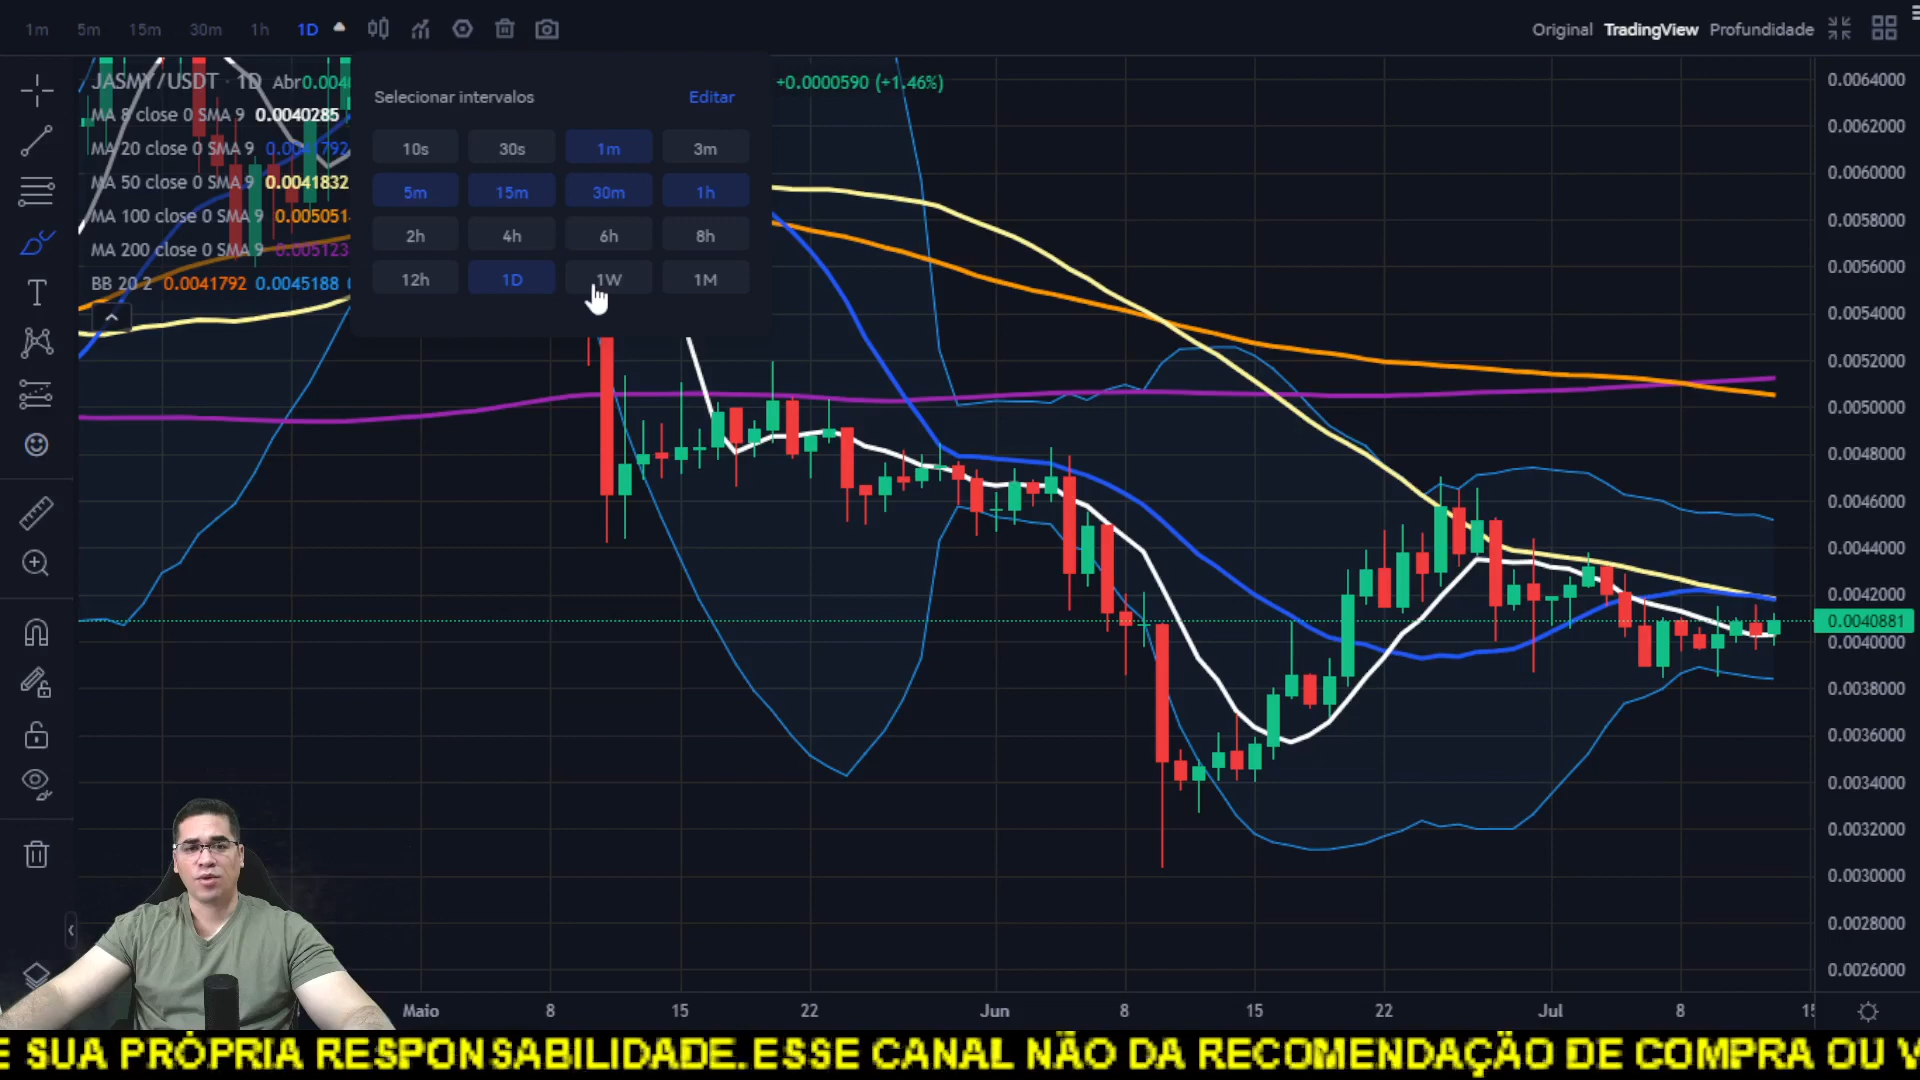 1m 5m 15m 30m 1h 1D
Original TradingView Profundidade
JASMY/USDT · 1D Abr0.004
+0.0000590 (+1.46%)
MA 8 close 0 SMA 9 0.0040285
MA 20 close 0 SMA 9
MA 50 close 0 SMA 9 0.0041832
MA 100 close 0 SMA 9 0.005051
MA 200 close 0 SMA 9 0.005123
BB 20 2 0.0041792 0.0045188
Selecionar intervalos Editar
10s 30s 1m 3m
5m 15m 30m 1h
2h 4h 6h 8h
12h 1D 1W 1M
0.0064000
0.0062000
0.0060000
0.0058000
0.0056000
0.0054000
0.0052000
0.0050000
0.0048000
0.0046000
0.0044000
0.0042000
0.0040881
0.0040000
0.0038000
0.0036000
0.0034000
0.0032000
0.0030000
0.0028000
0.0026000
Maio 8 15 22 Jun 8 15 22 Jul 8 15
E SUA PRÓPRIA RESPONSABILIDADE.ESSE CANAL NÃO DA RECOMENDAÇÃO DE COMPRA OU V